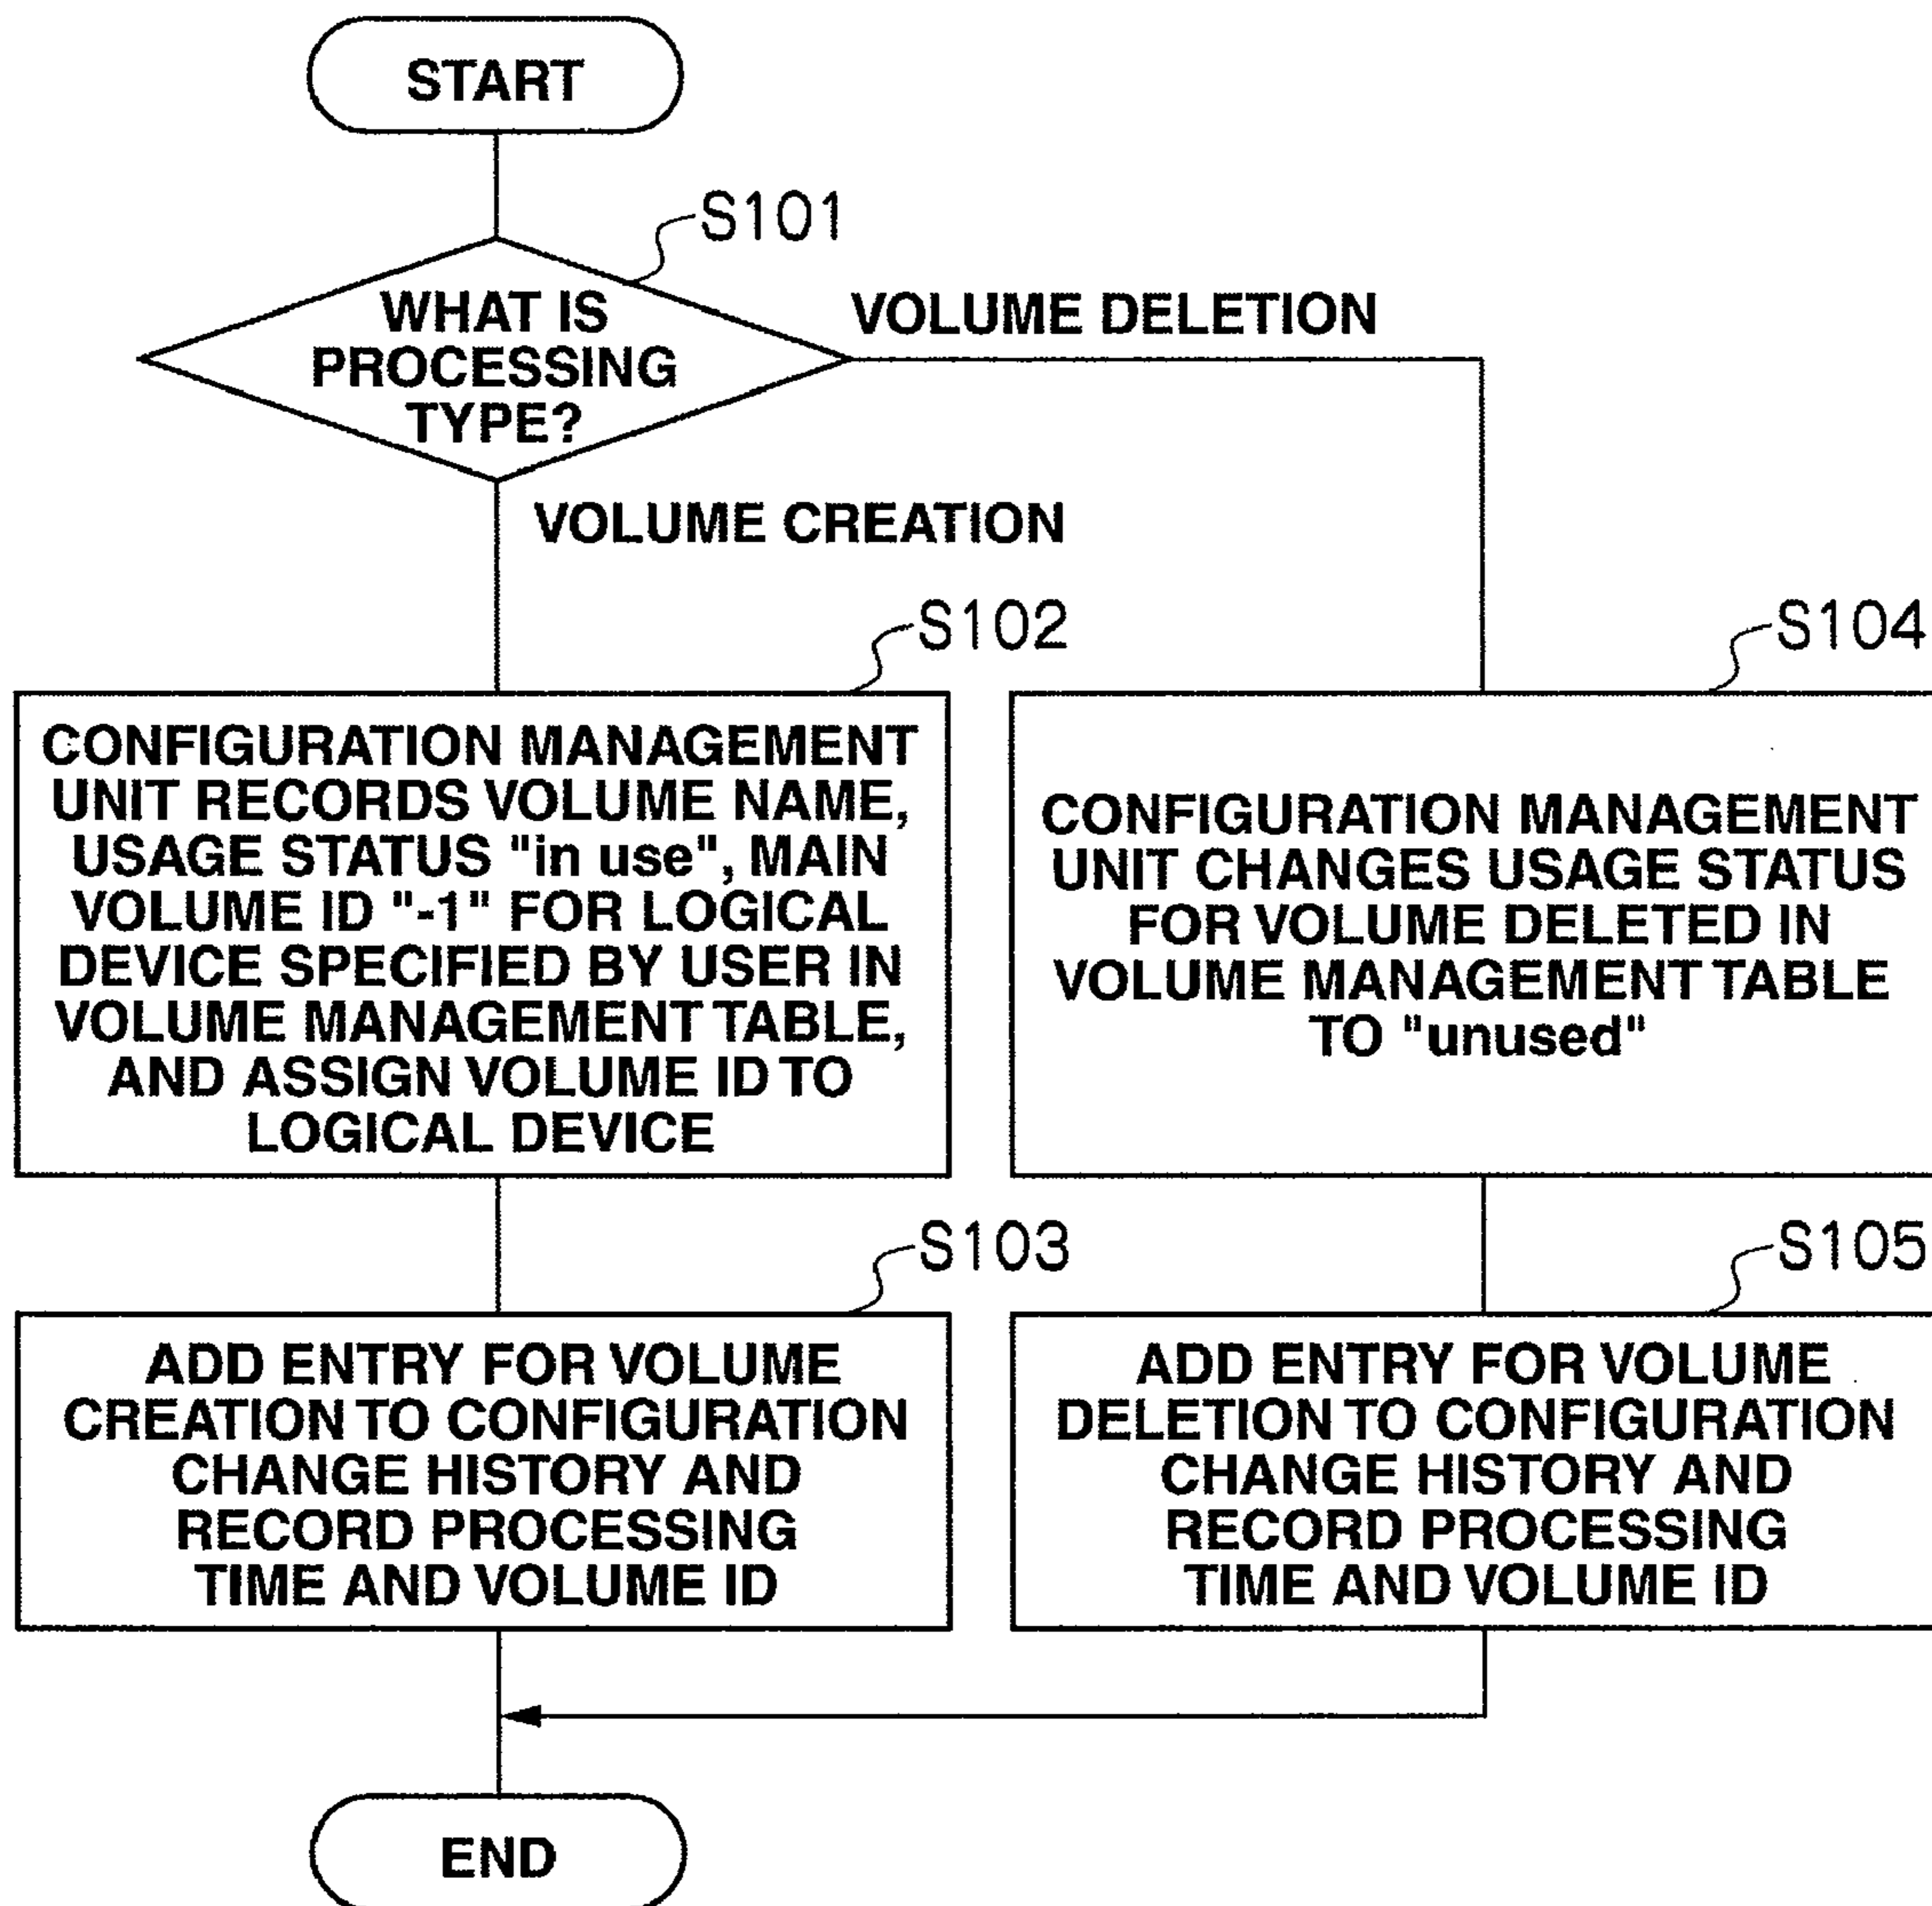 START
S101
WHAT IS
PROCESSING
TYPE?
VOLUME DELETION
VOLUME CREATION
S102
CONFIGURATION MANAGEMENT
UNIT RECORDS VOLUME NAME,
USAGE STATUS "in use", MAIN
VOLUME ID "-1" FOR LOGICAL
DEVICE SPECIFIED BY USER IN
VOLUME MANAGEMENT TABLE,
AND ASSIGN VOLUME ID TO
LOGICAL DEVICE
S104
CONFIGURATION MANAGEMENT
UNIT CHANGES USAGE STATUS
FOR VOLUME DELETED IN
VOLUME MANAGEMENT TABLE
TO "unused"
S103
ADD ENTRY FOR VOLUME
CREATION TO CONFIGURATION
CHANGE HISTORY AND
RECORD PROCESSING
TIME AND VOLUME ID
S105
ADD ENTRY FOR VOLUME
DELETION TO CONFIGURATION
CHANGE HISTORY AND
RECORD PROCESSING
TIME AND VOLUME ID
END